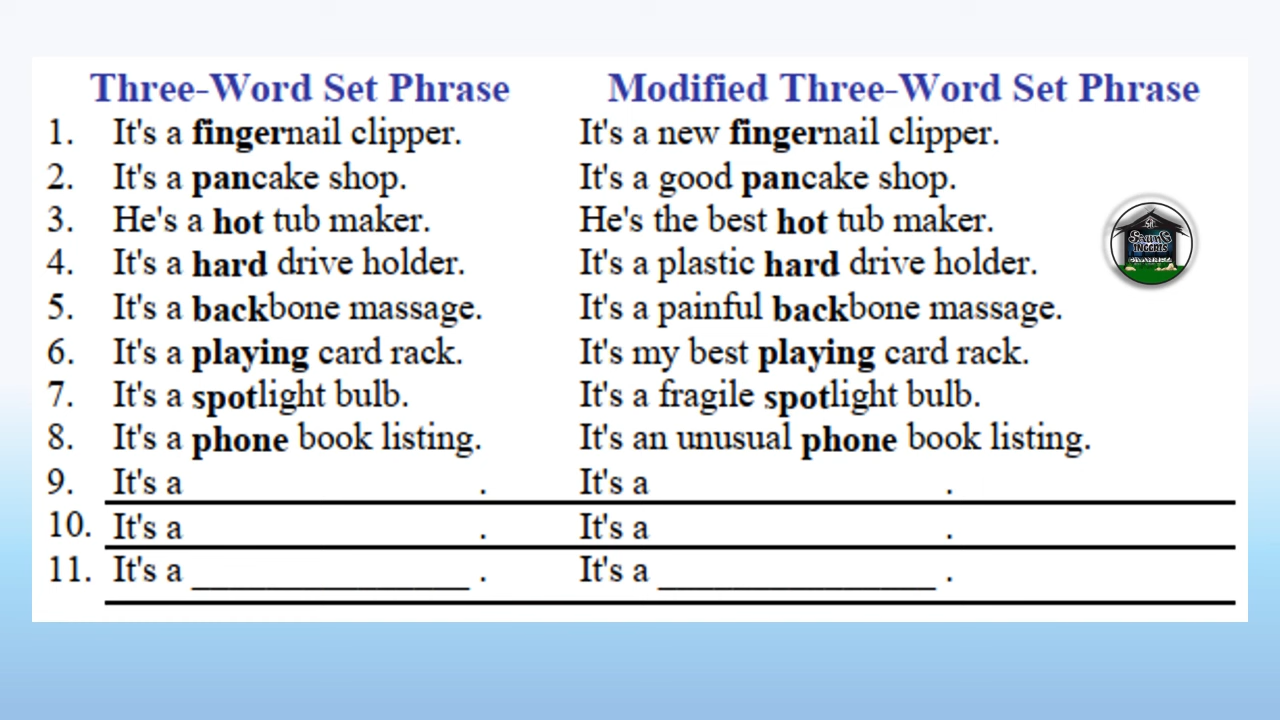 Three-Word Set Phrase Modified Three-Word Set Phrase
1. It's a fingernail clipper. It's a new fingernail clipper.
2. It's a pancake shop. It's a good pancake shop.
3. He's a hot tub maker. He's the best hot tub maker.
4. It's a hard drive holder. It's a plastic hard drive holder.
5. It's a backbone massage. It's a painful backbone massage.
6. It's a playing card rack. It's my best playing card rack.
7. It's a spotlight bulb. It's a fragile spotlight bulb.
8. It's a phone book listing. It's an unusual phone book listing.
9. It's a . It's a .
10. It's a . It's a .
11. It's a _______________ . It's a _______________ .
SAUNG
INGGRIS